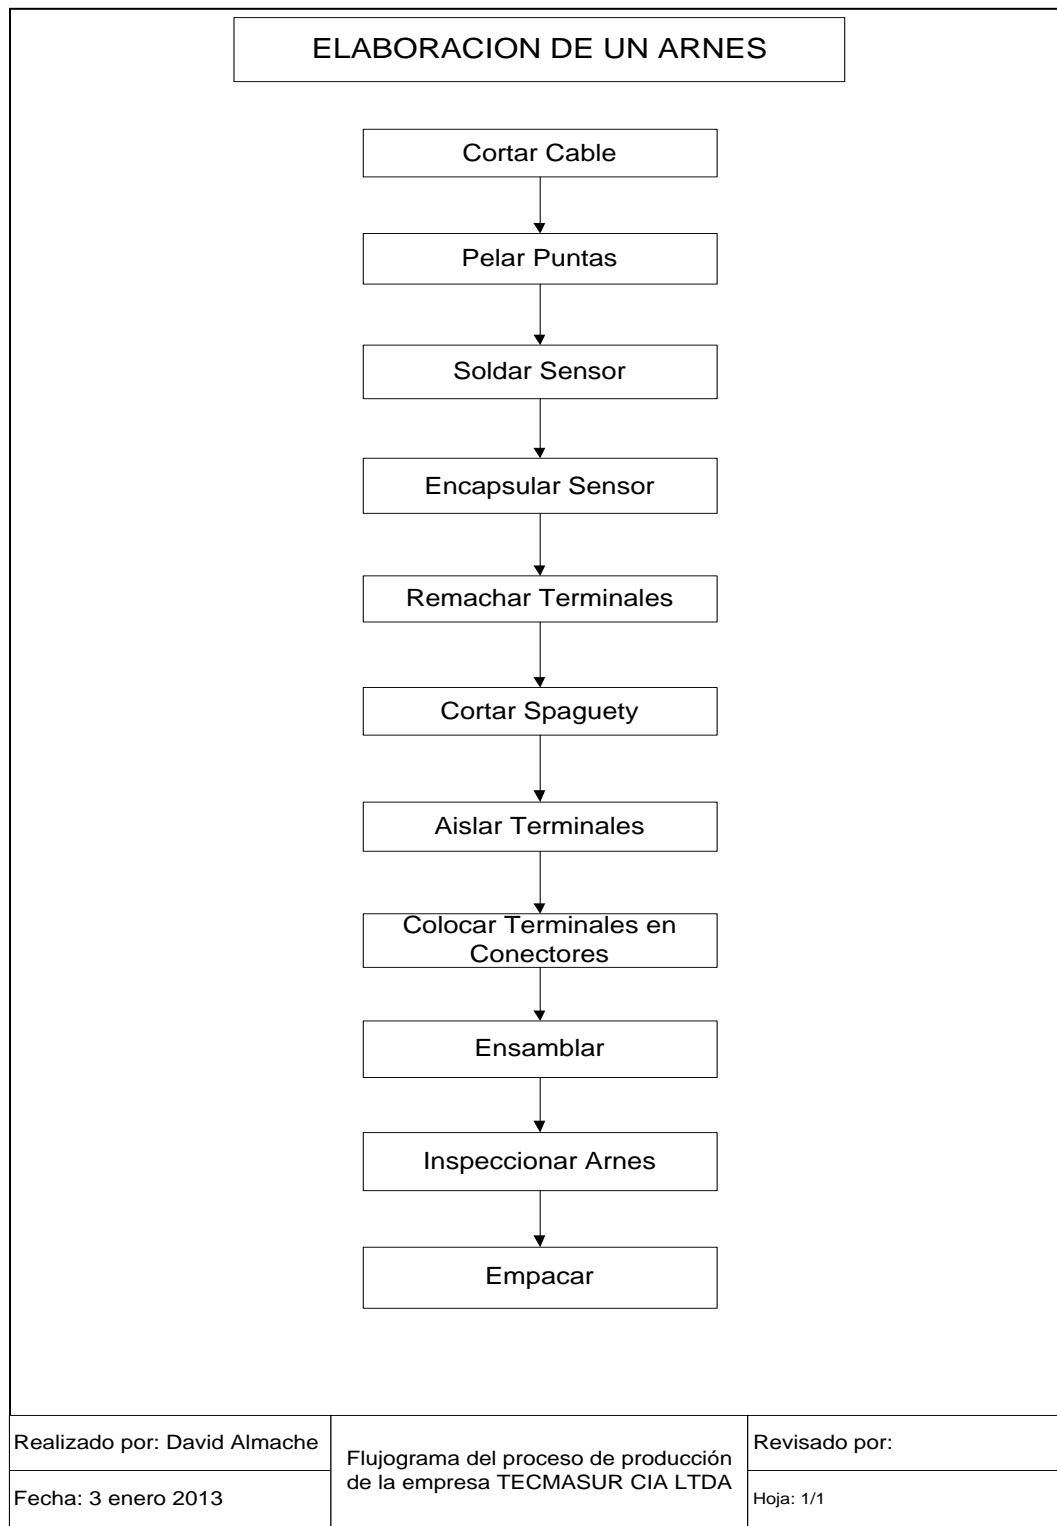 ELABORACION DE UN ARNES
Cortar Cable
Pelar Puntas
Soldar Sensor
Encapsular Sensor
Remachar Terminales
Cortar Spaguety
Aislar Terminales
Colocar Terminales en
Conectores
Ensamblar
Inspeccionar Arnes
Empacar
Realizado por: David Almache
Fecha: 3 enero 2013
Flujograma del proceso de producción
de la empresa TECMASUR CIA LTDA
Revisado por:
Hoja: 1/1